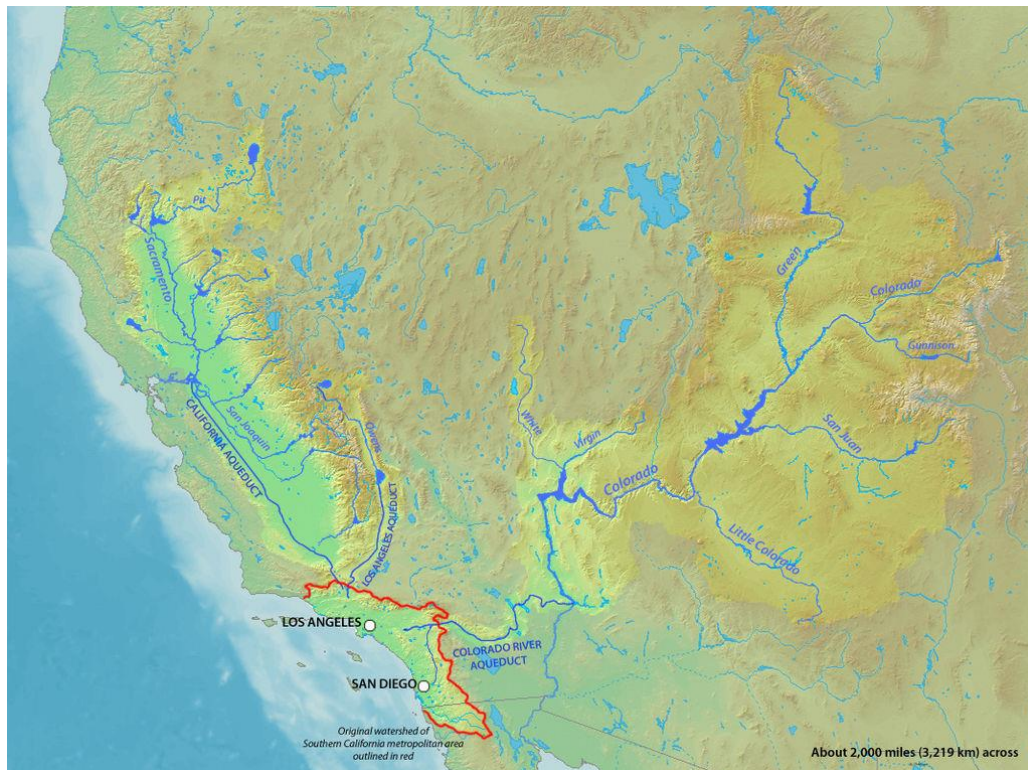 Pit
Sacramento
Green
Colorado
Gunnison
San Joaquin
CALIFORNIA AQUEDUCT
Owens
LOS ANGELES AQUEDUCT
White
Virgin
Colorado
San Juan
Little Colorado
LOS ANGELES
COLORADO RIVER
AQUEDUCT
SAN DIEGO
Original watershed of
Southern California metropolitan area
outlined in red
About 2,000 miles (3,219 km) across